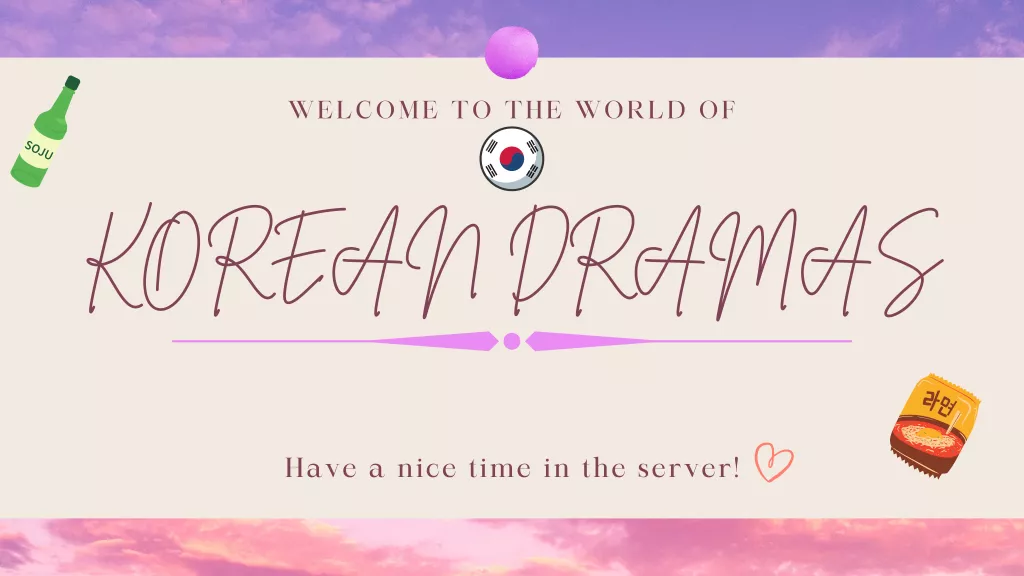 WELCOME TO THE WORLD OF
SOJU
KOREAN DRAMAS
라면
Have a nice time in the server!